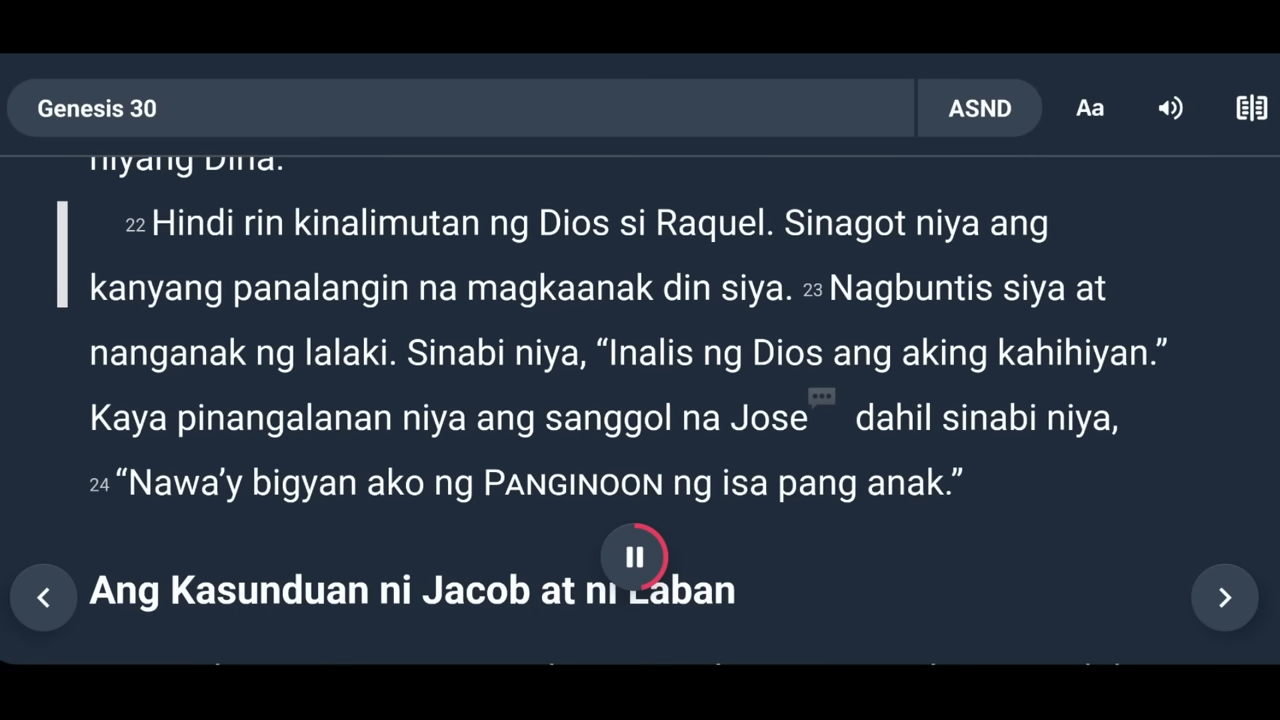 Genesis 30
ASND
Aa
niyang Dina.
22 Hindi rin kinalimutan ng Dios si Raquel. Sinagot niya ang
kanyang panalangin na magkaanak din siya. 23 Nagbuntis siya at
nanganak ng lalaki. Sinabi niya, “Inalis ng Dios ang aking kahihiyan.”
Kaya pinangalanan niya ang sanggol na Jose dahil sinabi niya,
24 “Nawa’y bigyan ako ng PANGINOON ng isa pang anak.”
Ang Kasunduan ni Jacob at ni Laban